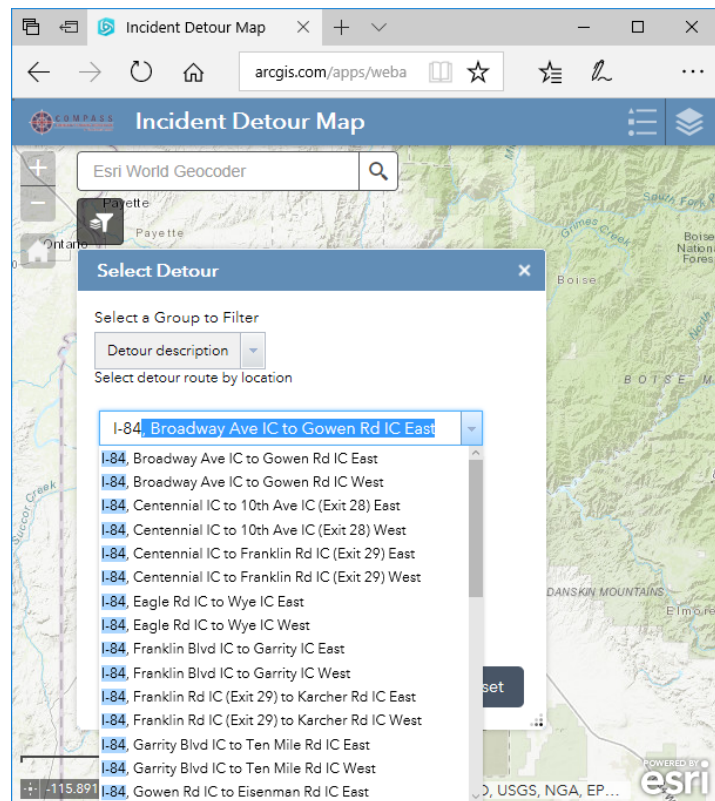 Incident Detour Map
arcgis.com/apps/weba
COMPASS
Incident Detour Map
Esri World Geocoder
Payette
Payette
Ontario
South Fork
Grimes Creek
Boise
Nation
Fores
Boise
North
BOISE M
Select Detour
Select a Group to Filter
Detour description
Select detour route by location
I-84, Broadway Ave IC to Gowen Rd IC East
I-84, Broadway Ave IC to Gowen Rd IC East
I-84, Broadway Ave IC to Gowen Rd IC West
I-84, Centennial IC to 10th Ave IC (Exit 28) East
I-84, Centennial IC to 10th Ave IC (Exit 28) West
I-84, Centennial IC to Franklin Rd IC (Exit 29) East
I-84, Centennial IC to Franklin Rd IC (Exit 29) West
I-84, Eagle Rd IC to Wye IC East
I-84, Eagle Rd IC to Wye IC West
I-84, Franklin Blvd IC to Garrity IC East
I-84, Franklin Blvd IC to Garrity IC West
I-84, Franklin Rd IC (Exit 29) to Karcher Rd IC East
I-84, Franklin Rd IC (Exit 29) to Karcher Rd IC West
I-84, Garrity Blvd IC to Ten Mile Rd IC East
I-84, Garrity Blvd IC to Ten Mile Rd IC West
I-84, Gowen Rd IC to Eisenman Rd IC East
Succor Creek
DANSKIN MOUNTAINS
Elmore
set
-115.891
, USGS, NGA, EP...
POWERED BY
esri